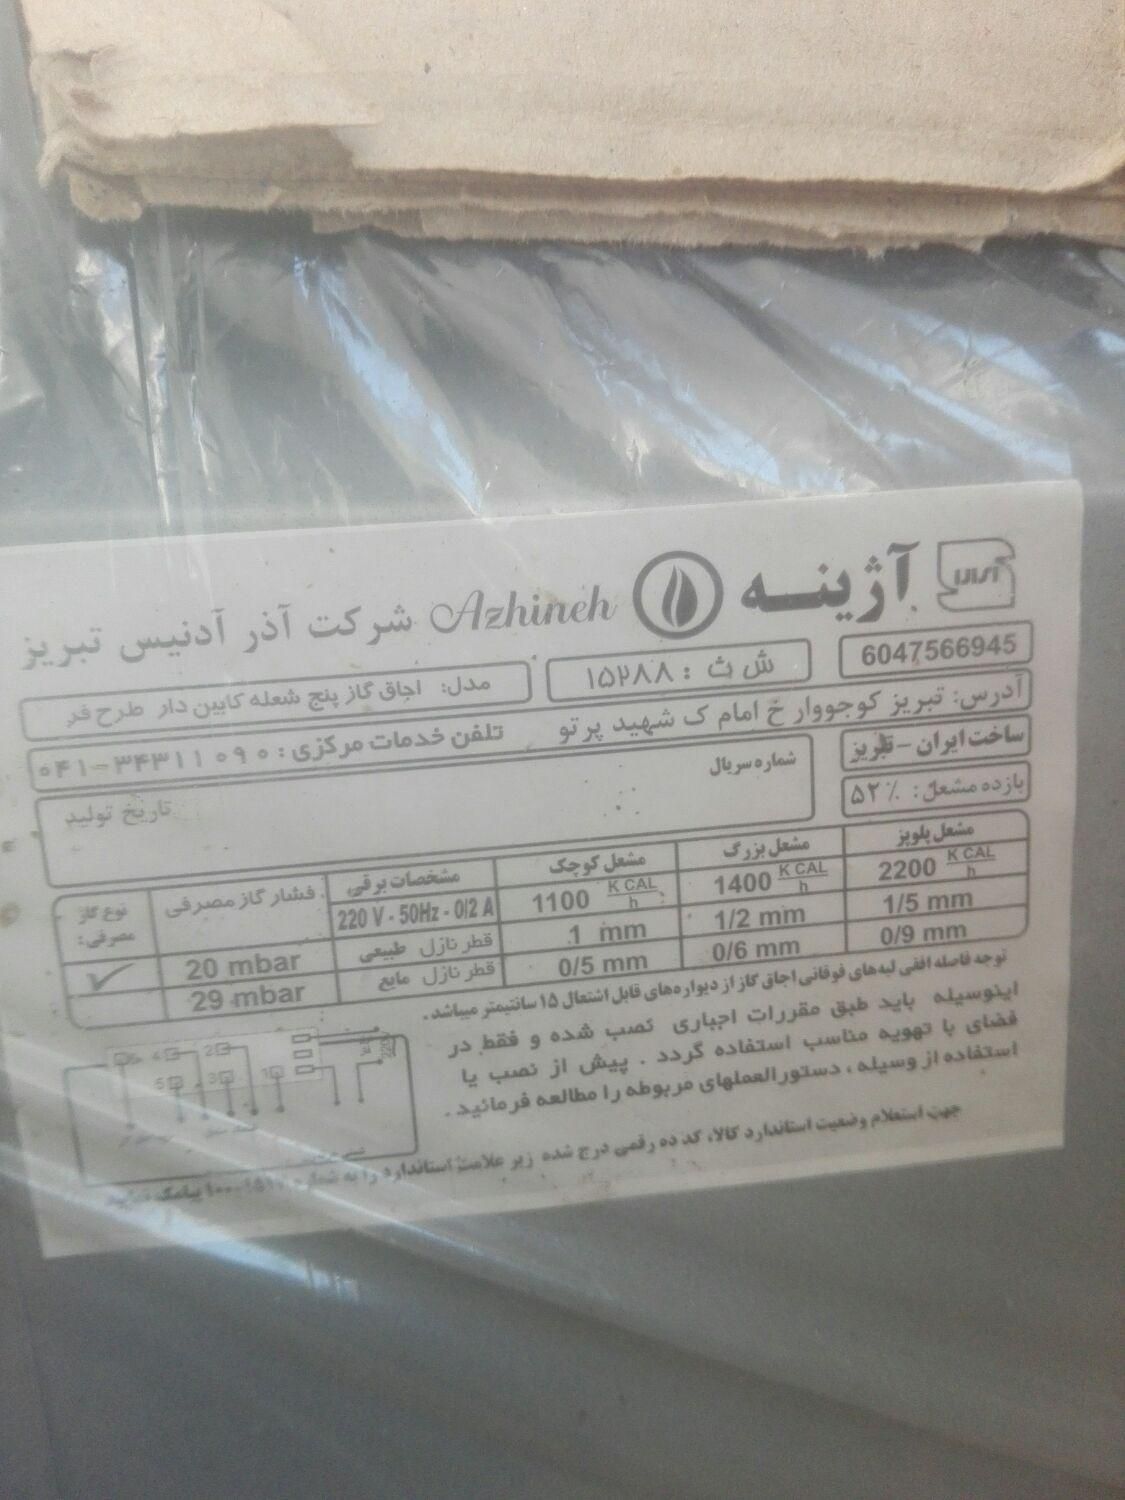 آژینه Azhineh شرکت آذر آدنیس تبریز
6047566945
ش ث : ۱۵۲۸۸
مدل: اجاق گاز پنج شعله کابین دار طرح فر
آدرس: تبریز کوجووار خ امام ک شهید پرتو تلفن خدمات مرکزی : ۰۴۱-۳۴۳۱۱۰۹۰
ساخت ایران - تبریز
شماره سریال
تاریخ تولید
بازده مشعل: ۵۲٪
مشعل پلوپز مشعل بزرگ مشعل کوچک مشخصات برقی فشار گاز مصرفی نوع گاز مصرفی:
2200 K CAL/h 1400 K CAL/h 1100 K CAL/h 220 V - 50Hz - 0/2 A
1/5 mm 1/2 mm 1 mm قطر نازل طبیعی 20 mbar ✓
0/9 mm 0/6 mm 0/5 mm قطر نازل مایع 29 mbar
توجه فاصله افقی لبه‌های فوقانی اجاق گاز از دیواره‌های قابل اشتعال ۱۵ سانتیمتر میباشد.
اینوسیله باید طبق مقررات اجباری نصب شده و فقط در
فضای با تهویه مناسب استفاده گردد . پیش از نصب یا
استفاده از وسیله ، دستورالعملهای مربوطه را مطالعه فرمائید .
4 2
5 3 1
جهت استعلام وضعیت استاندارد کالا، کد ده رقمی درج شده زیر علامت استاندارد را به شماره